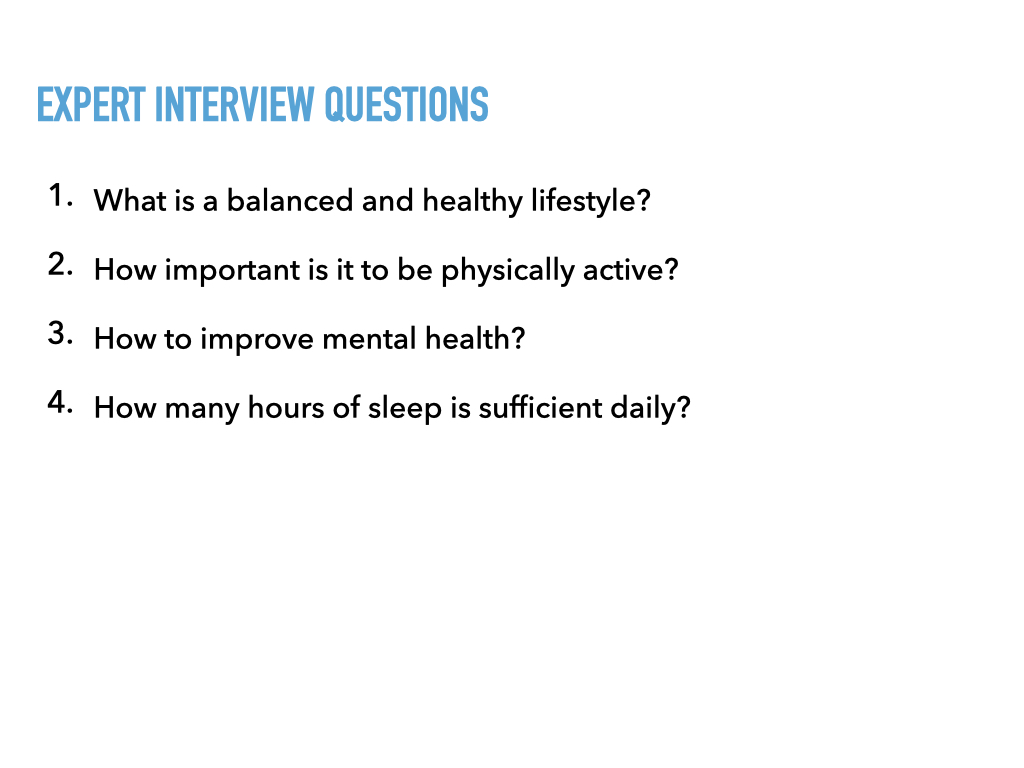 EXPERT INTERVIEW QUESTIONS
1. What is a balanced and healthy lifestyle?
2. How important is it to be physically active?
3. How to improve mental health?
4. How many hours of sleep is sufficient daily?